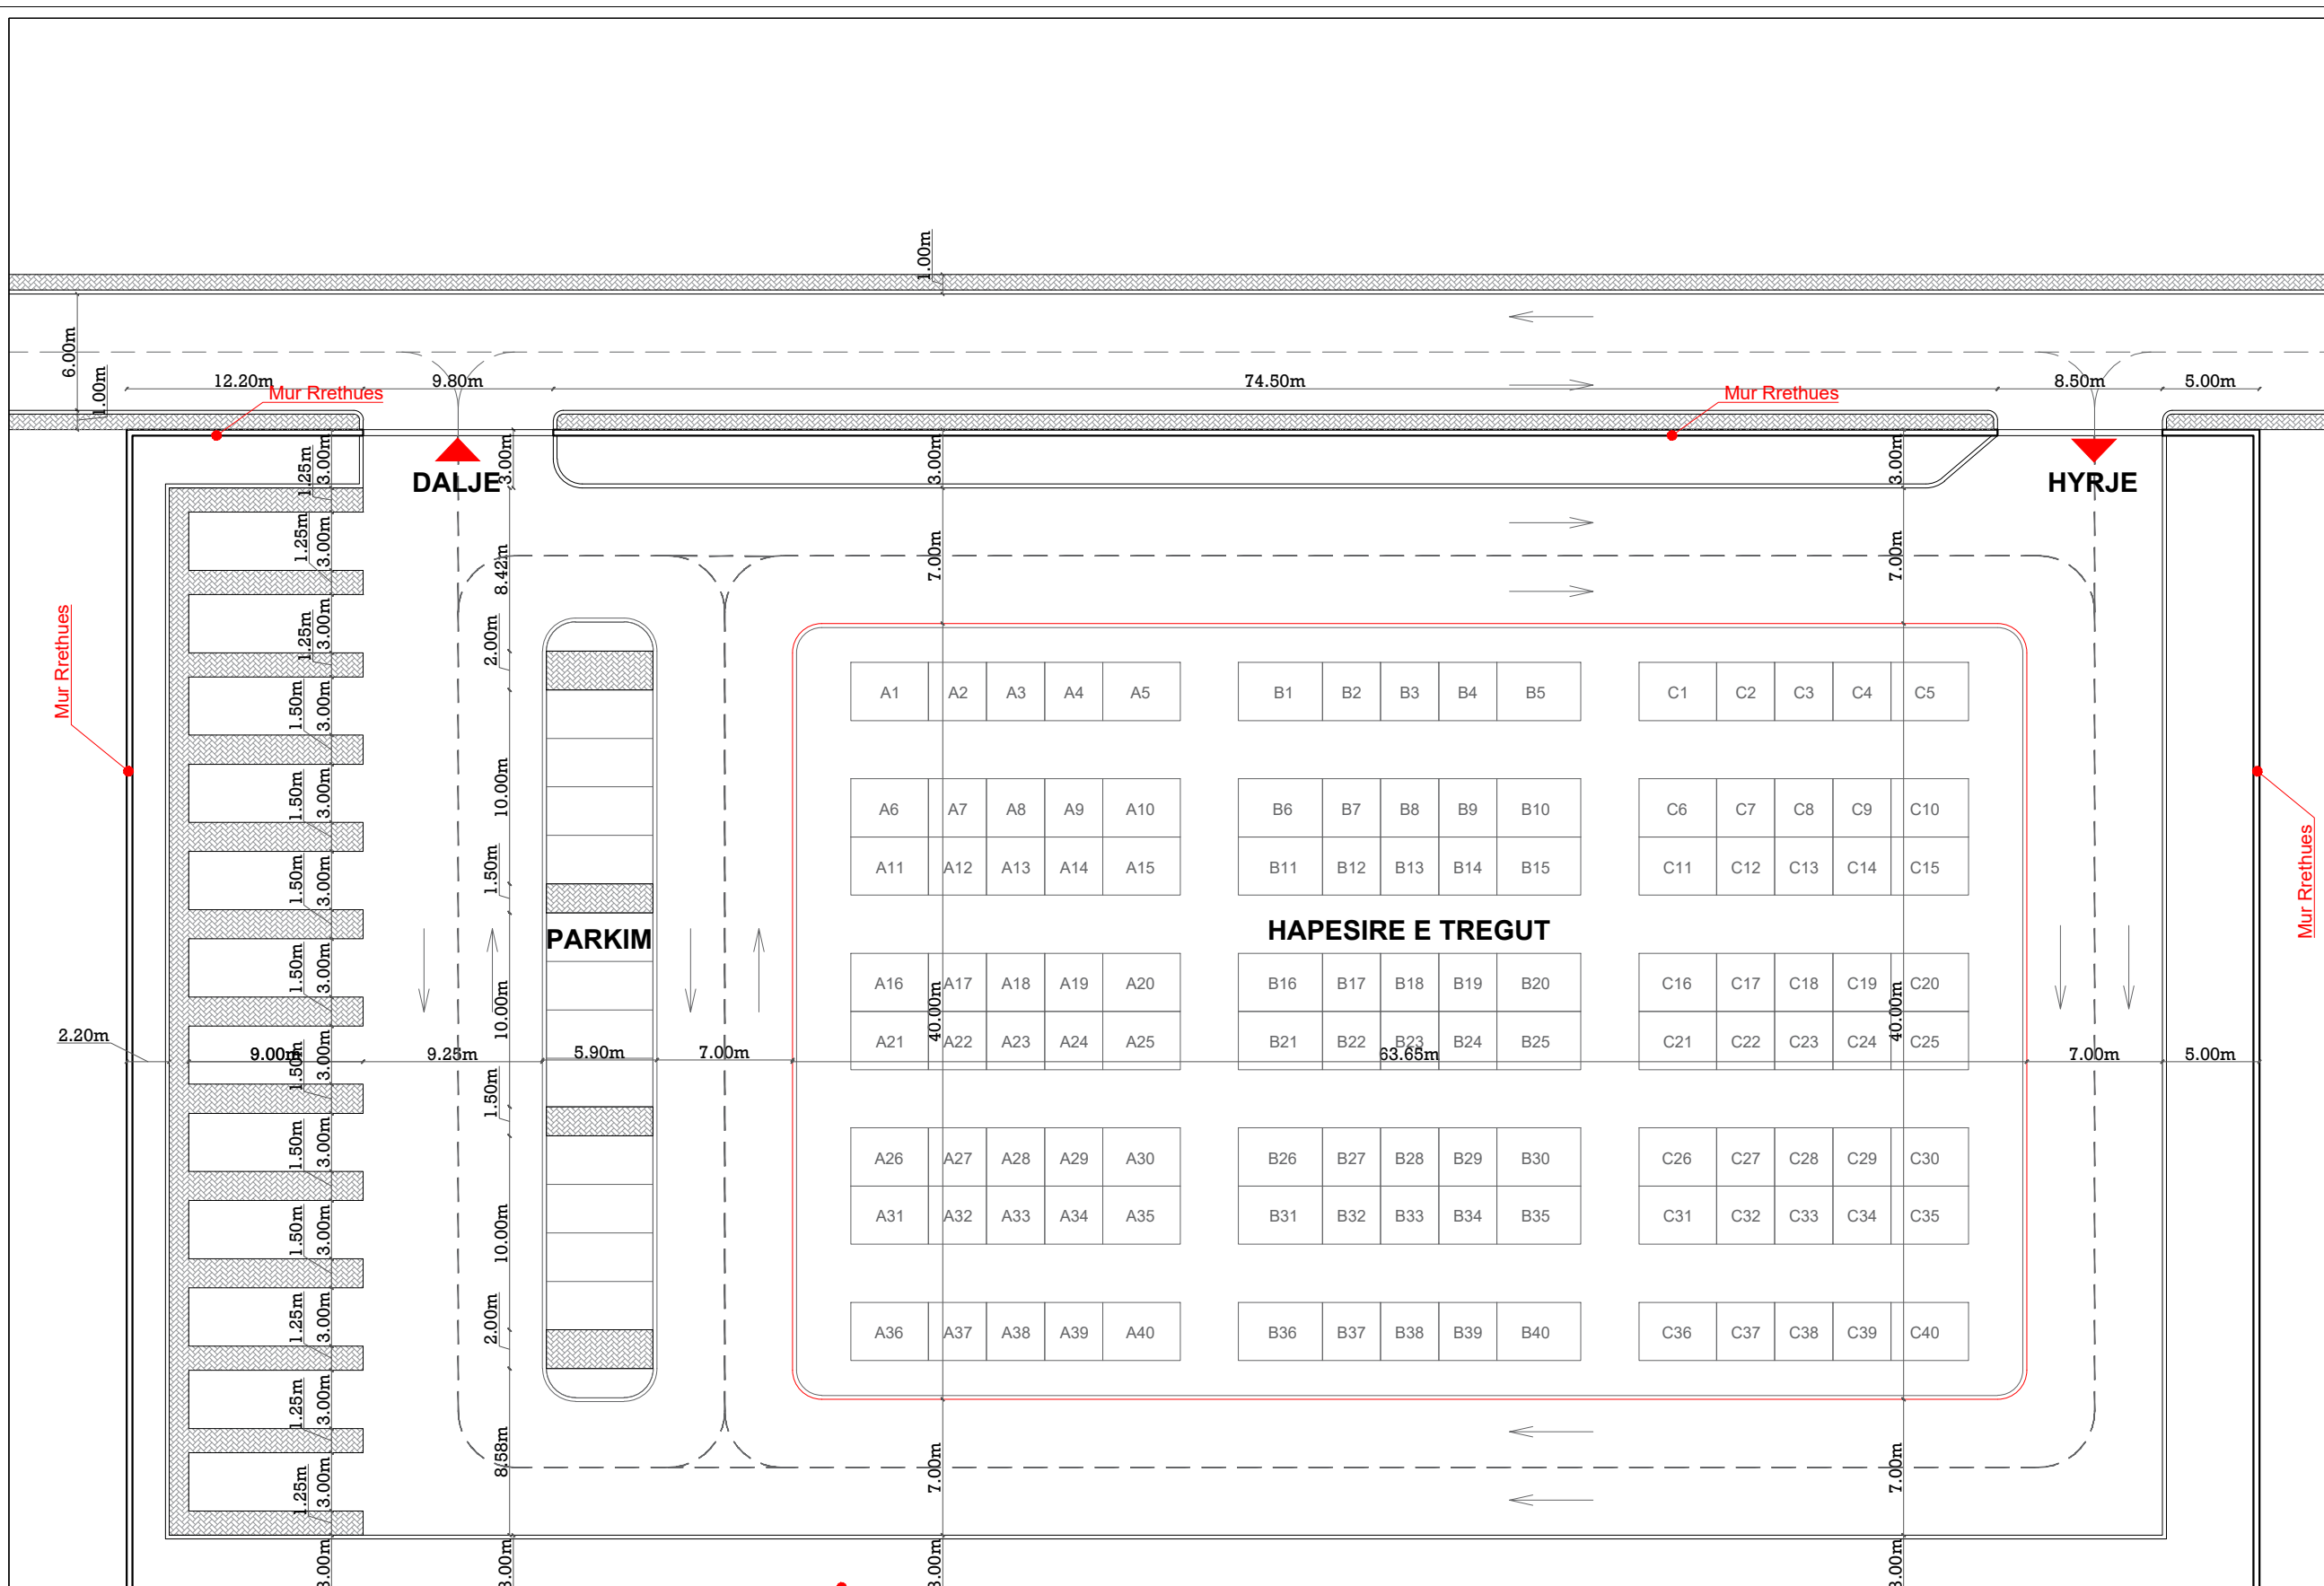 1.00m
6.00m
1.00m
12.20m
9.80m
74.50m
8.50m
5.00m
Mur Rrethues
Mur Rrethues
3.00m
3.00m
3.00m
3.00m
DALJE
HYRJE
1.25m
1.25m
3.00m
8.42m
7.00m
7.00m
1.25m
3.00m
2.00m
Mur Rrethues
A1 A2 A3 A4 A5 B1 B2 B3 B4 B5 C1 C2 C3 C4 C5
1.50m
3.00m
10.00m
1.50m
3.00m
A6 A7 A8 A9 A10 B6 B7 B8 B9 B10 C6 C7 C8 C9 C10
A11 A12 A13 A14 A15 B11 B12 B13 B14 B15 C11 C12 C13 C14 C15
1.50m
3.00m
1.50m
Mur Rrethues
PARKIM
HAPESIRE E TREGUT
1.50m
3.00m
10.00m
A16 A17 A18 A19 A20 B16 B17 B18 B19 B20 C16 C17 C18 C19 C20
40.00m
40.00m
A21 A22 A23 A24 A25 B21 B22 B23 B24 B25 C21 C22 C23 C24 C25
2.20m
9.00m
9.25m
5.90m
7.00m
63.65m
7.00m
5.00m
1.50m
3.00m
1.50m
1.50m
3.00m
A26 A27 A28 A29 A30 B26 B27 B28 B29 B30 C26 C27 C28 C29 C30
A31 A32 A33 A34 A35 B31 B32 B33 B34 B35 C31 C32 C33 C34 C35
1.50m
3.00m
10.00m
1.25m
3.00m
2.00m
A36 A37 A38 A39 A40 B36 B37 B38 B39 B40 C36 C37 C38 C39 C40
1.25m
3.00m
8.58m
7.00m
7.00m
1.25m
3.00m